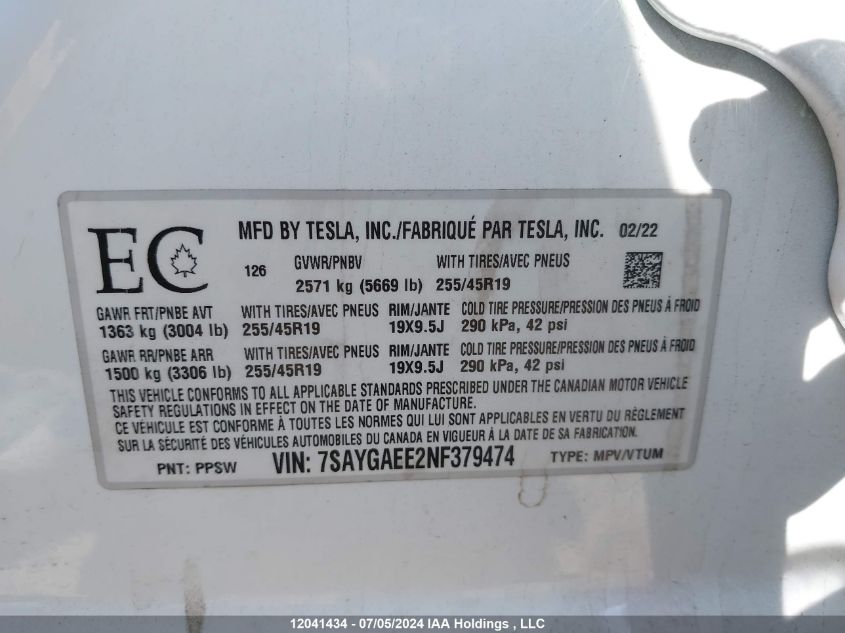 EC MFD BY TESLA, INC./FABRIQUÉ PAR TESLA, INC. 02/22
126 GVWR/PNBV WITH TIRES/AVEC PNEUS
2571 kg (5669 lb) 255/45R19
GAWR FRT/PNBE AVT WITH TIRES/AVEC PNEUS RIM/JANTE COLD TIRE PRESSURE/PRESSION DES PNEUS À FROID
1363 kg (3004 lb) 255/45R19 19X9.5J 290 kPa, 42 psi
GAWR RR/PNBE ARR WITH TIRES/AVEC PNEUS RIM/JANTE COLD TIRE PRESSURE/PRESSION DES PNEUS À FROID
1500 kg (3306 lb) 255/45R19 19X9.5J 290 kPa, 42 psi
THIS VEHICLE CONFORMS TO ALL APPLICABLE STANDARDS PRESCRIBED UNDER THE CANADIAN MOTOR VEHICLE
SAFETY REGULATIONS IN EFFECT ON THE DATE OF MANUFACTURE.
CE VÉHICULE EST CONFORME À TOUTES LES NORMES QUI LUI SONT APPLICABLES EN VERTU DU RÉGLEMENT
SUR LA SÉCURITÉ DES VÉHICULES AUTOMOBILES DU CANADA EN VIGUEUR À LA DATE DE SA FABRICATION.
PNT: PPSW VIN: 7SAYGAEE2NF379474 TYPE: MPV/VTUM
12041434 - 07/05/2024 IAA Holdings , LLC